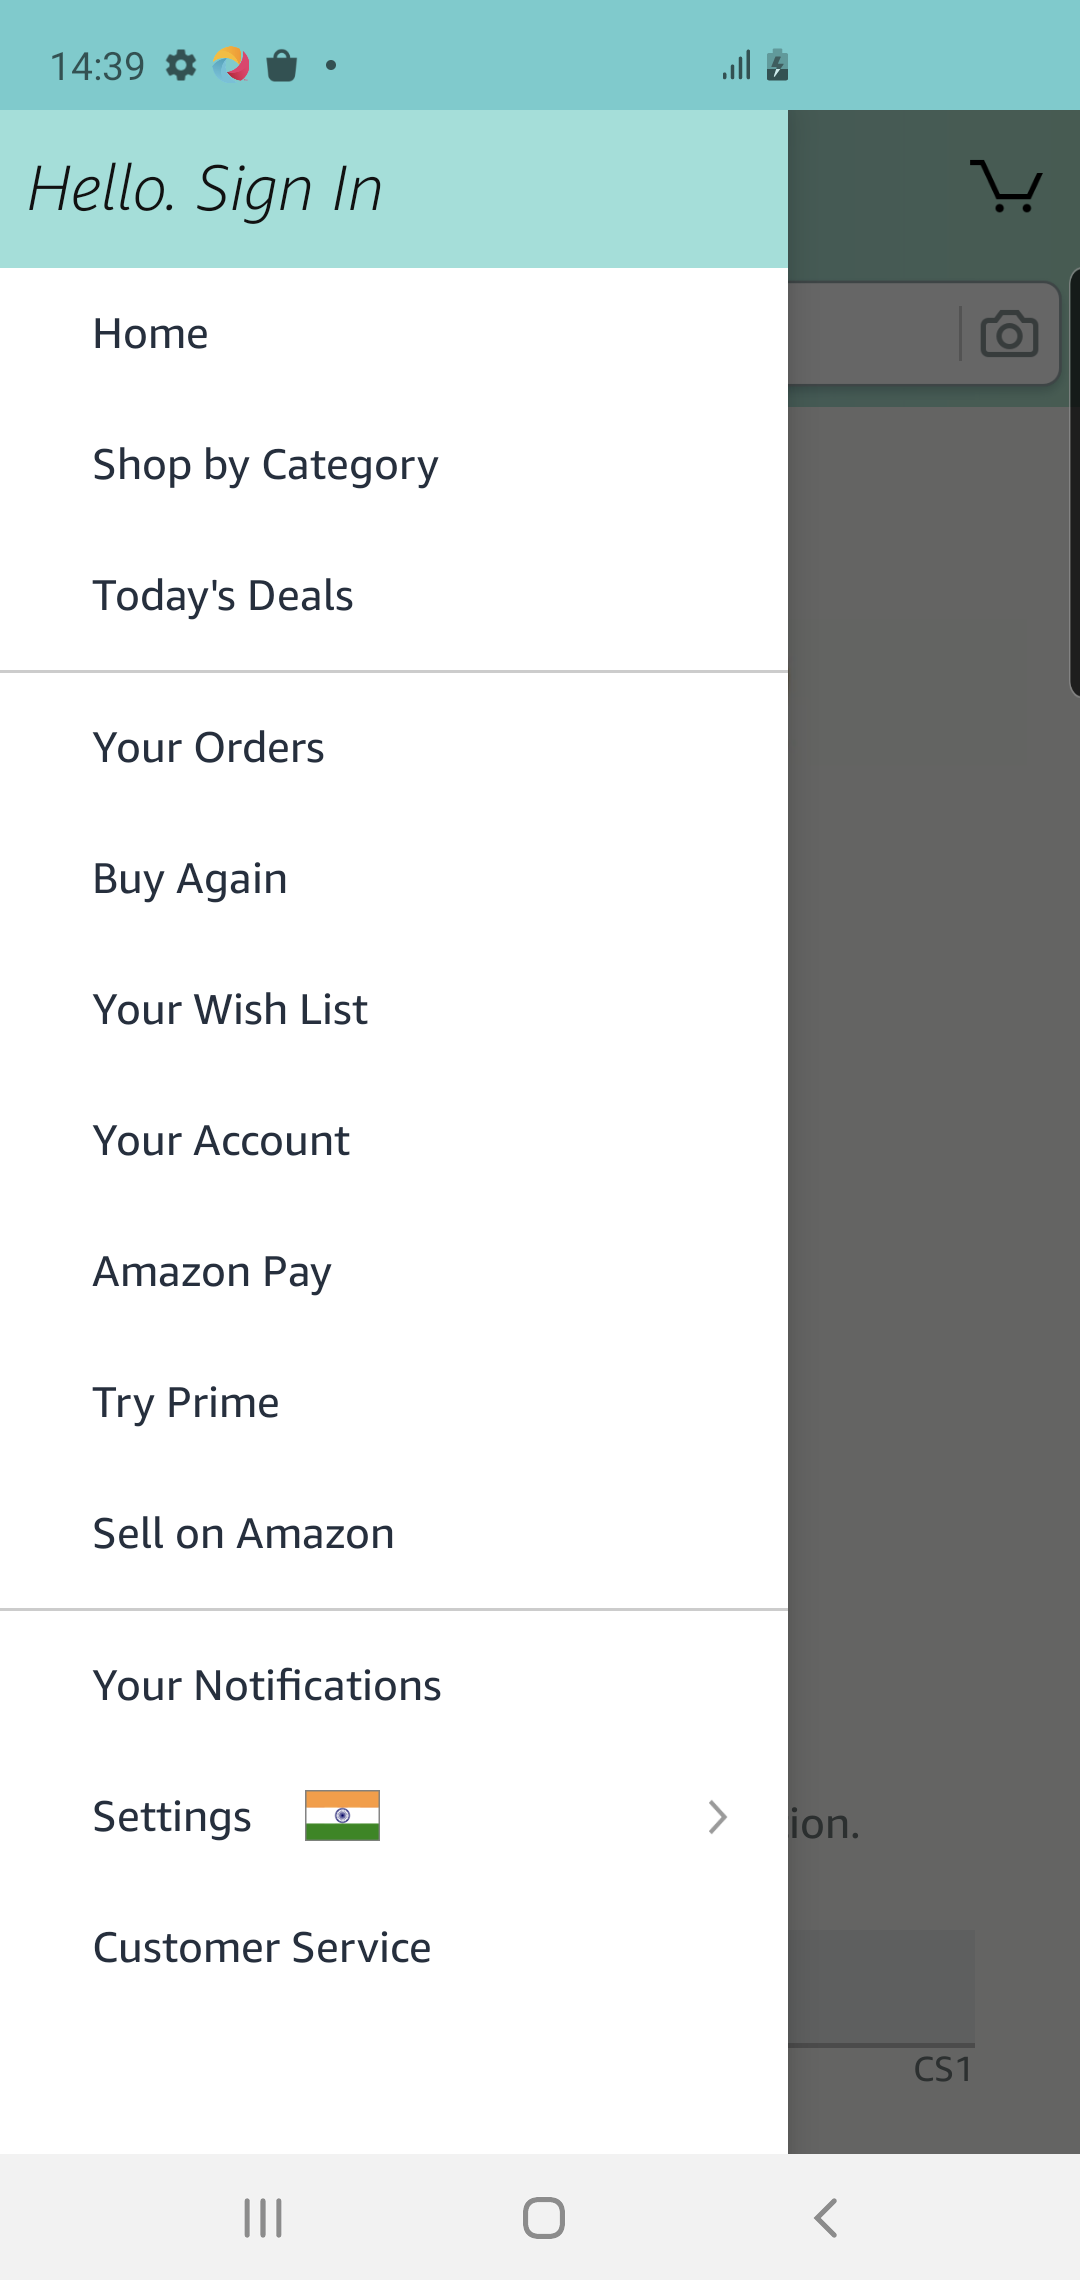 14:39
Hello. Sign In
Home
Shop by Category
Today's Deals
Your Orders
Buy Again
Your Wish List
Your Account
Amazon Pay
Try Prime
Sell on Amazon
Your Notifications
Settings
ion.
Customer Service
CS1